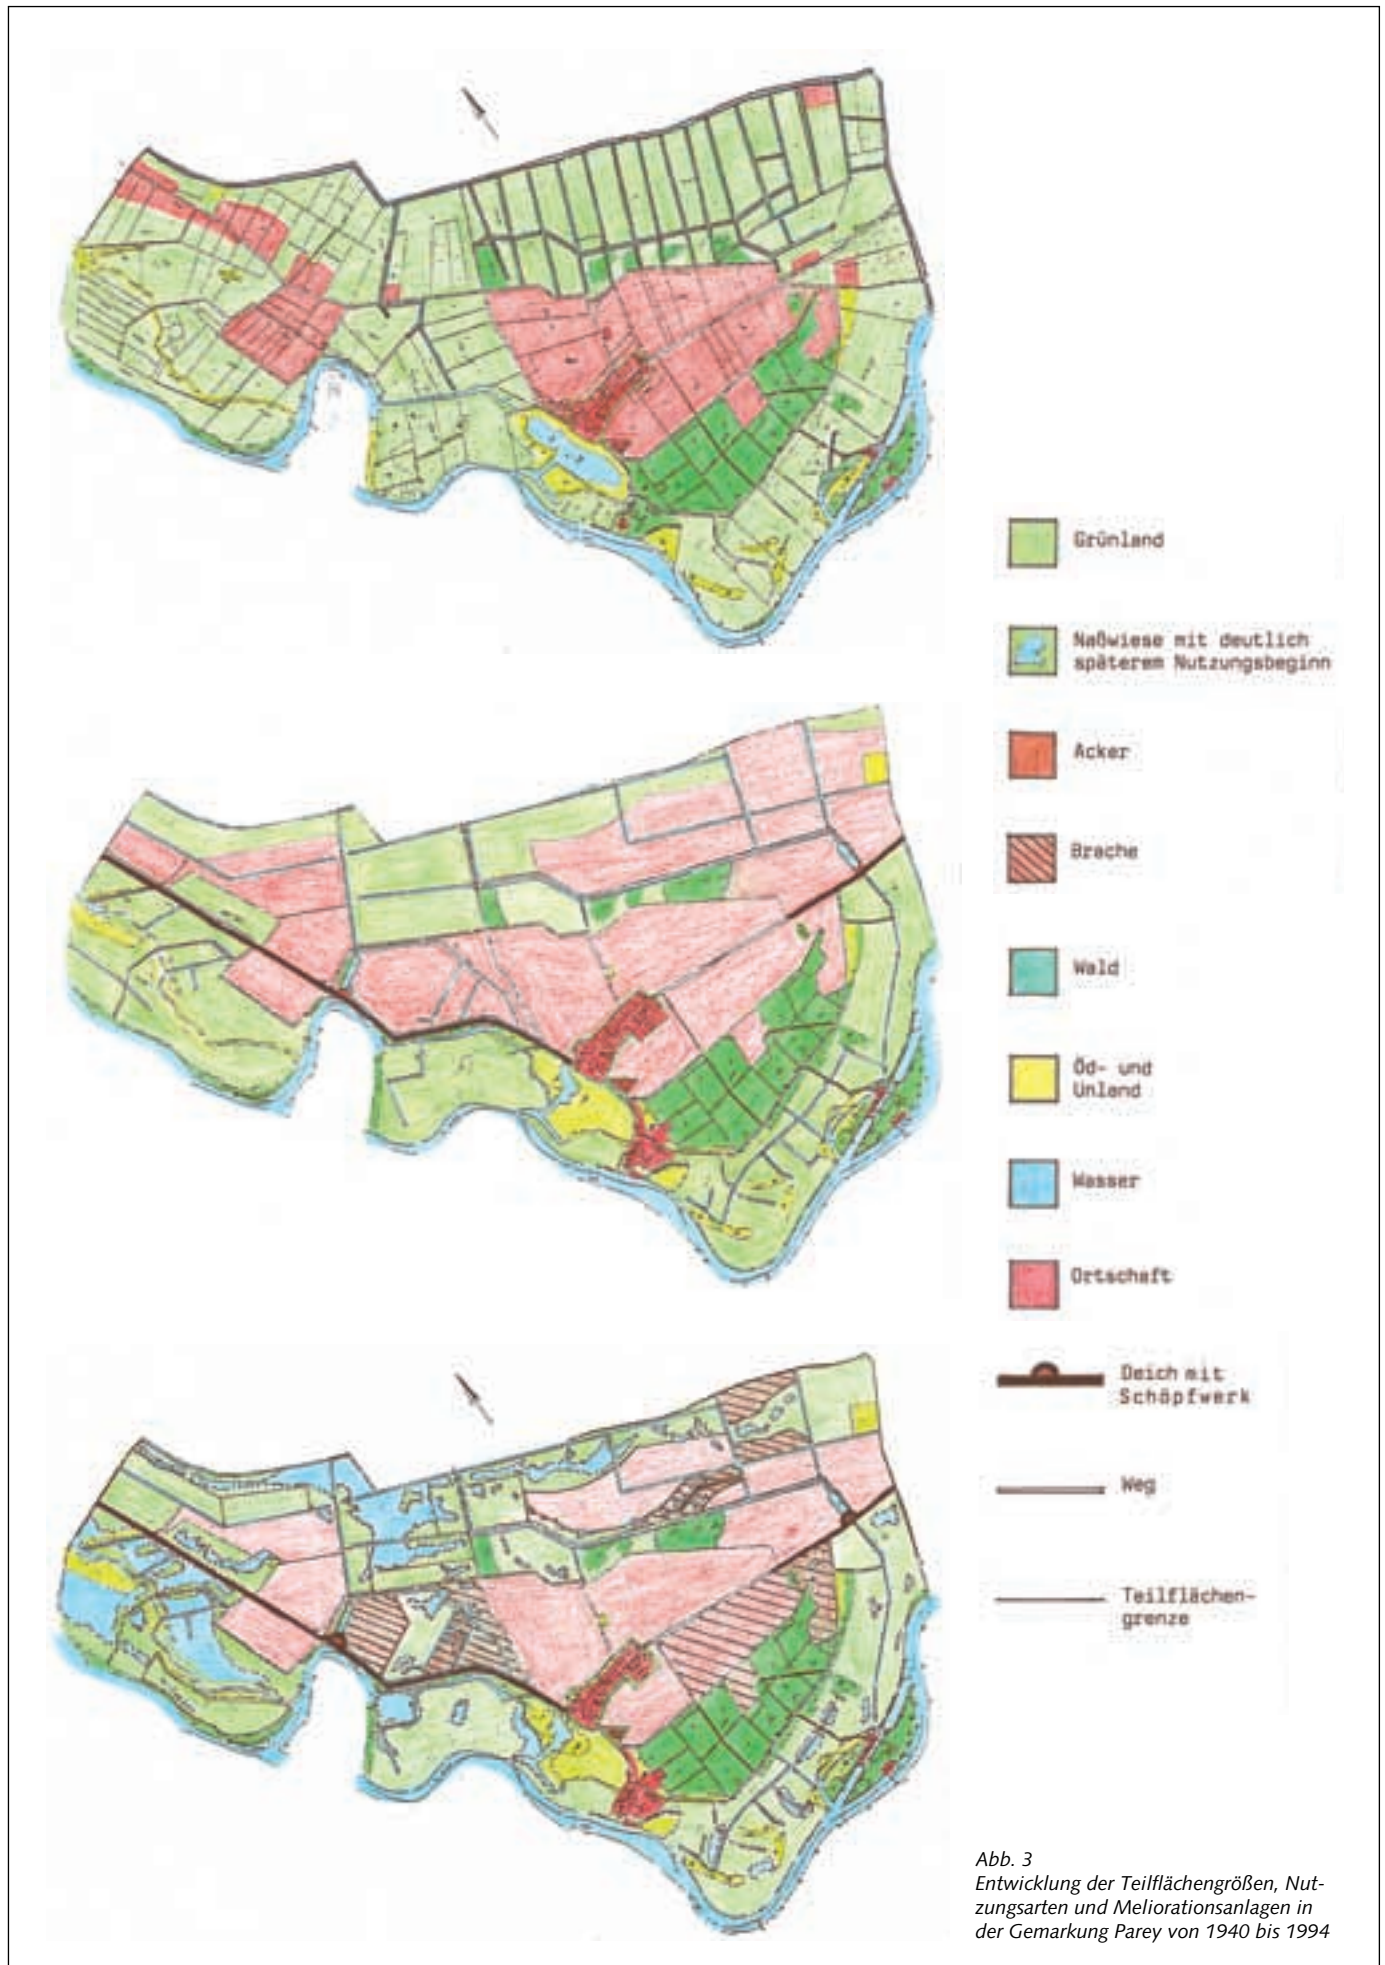 Grünland
Naßwiese mit deutlich
späterem Nutzungsbeginn
Acker
Brache
Wald
Öd- und
Unland
Wasser
Ortschaft
Deich mit
Schöpfwerk
Weg
Teilflächen-
grenze
Abb. 3
Entwicklung der Teilflächengrößen, Nut-
zungsarten und Meliorationsanlagen in
der Gemarkung Parey von 1940 bis 1994